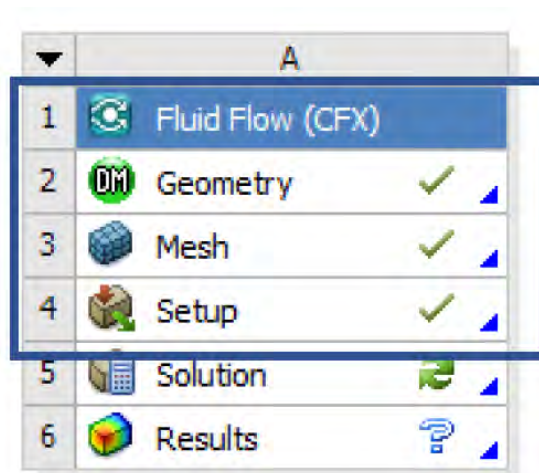 A
1 Fluid Flow (CFX)
2 DM Geometry
3 Mesh
4 Setup
5 Solution
6 Results ?